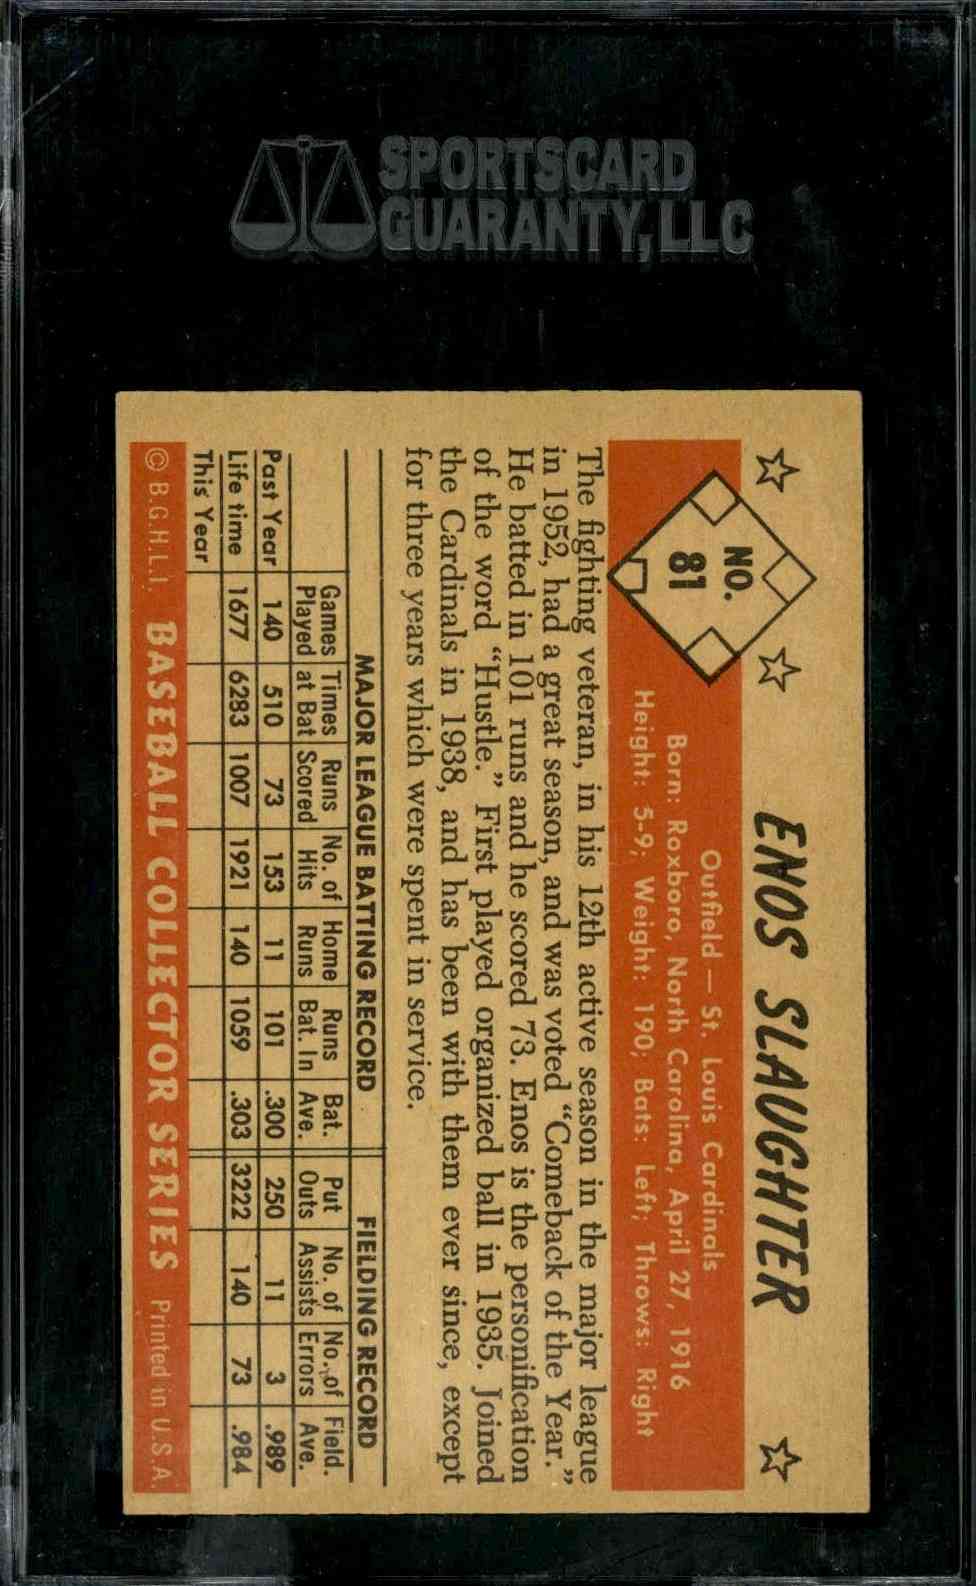 SPORTSCARD
GUARANTY, LLC
ENOS SLAUGHTER
NO.
81
Outfield — St. Louis Cardinals
Born: Roxboro, North Carolina, April 27, 1916
Height: 5-9; Weight: 190; Bats: Left; Throws: Right
The fighting veteran, in his 12th active season in the major league
in 1952, had a great season, and was voted “Comeback of the Year.”
He batted in 101 runs and he scored 73. Enos is the personification
of the word “Hustle.” First played organized ball in 1935. Joined
the Cardinals in 1938, and has been with them ever since, except
for three years which were spent in service.
MAJOR LEAGUE BATTING RECORD FIELDING RECORD
Games Times Runs No. of Home Runs Bat. Put No. of No. of Field.
Played at Bat Scored Hits Runs Bat. In Ave. Outs Assists Errors Ave.
Past Year 140 510 73 153 11 101 .300 250 11 3 .989
Life time 1677 6283 1007 1921 140 1059 .303 3222 140 73 .984
This Year
© B.G.H.L.I. BASEBALL COLLECTOR SERIES Printed in U.S.A.